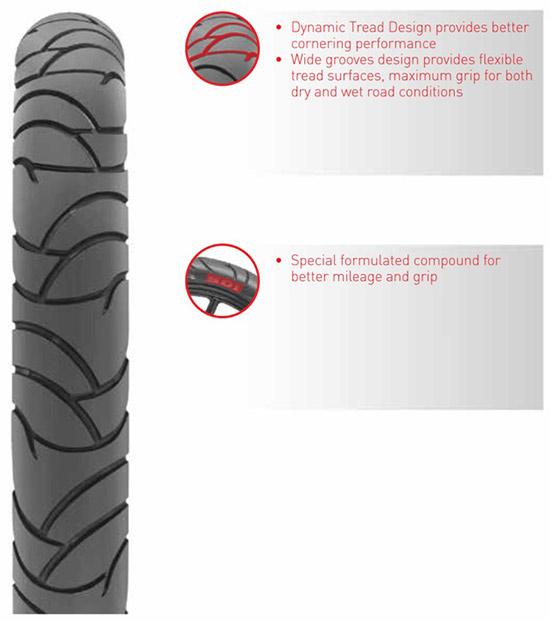 • Dynamic Tread Design provides better
cornering performance
• Wide grooves design provides flexible
tread surfaces, maximum grip for both
dry and wet road conditions
• Special formulated compound for
better mileage and grip